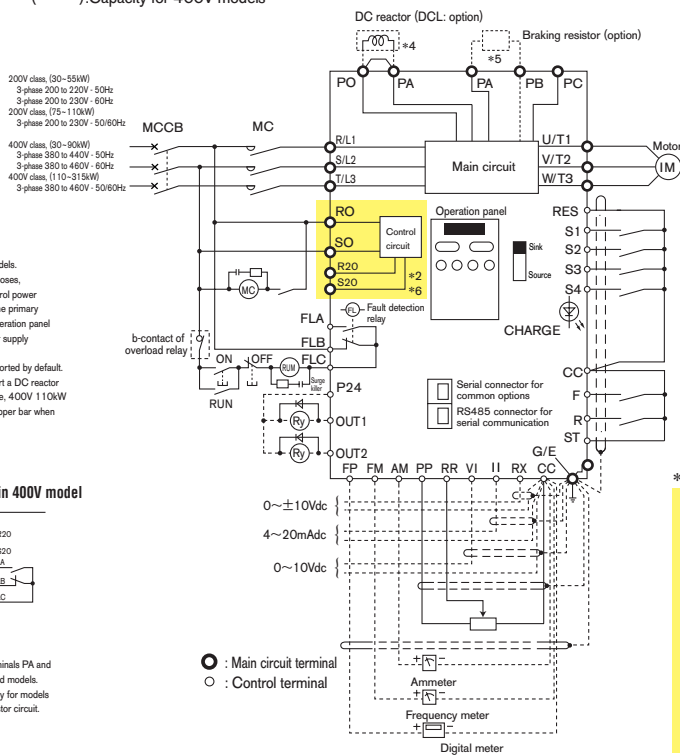 ( ):Capacity for 400V models
DC reactor (DCL: option)
*4
Braking resistor (option)
*5
PO
PA
PA
PB
PC
200V class, (30~55kW)
3-phase 200 to 220V - 50Hz
3-phase 200 to 230V - 60Hz
200V class, (75~110kW)
3-phase 200 to 230V - 50/60Hz
400V class, (30~90kW)
3-phase 380 to 440V - 50Hz
3-phase 380 to 460V - 60Hz
400V class, (110~315kW)
3-phase 380 to 460V - 50/60Hz
MCCB
MC
R/L1
S/L2
T/L3
Main circuit
U/T1
V/T2
W/T3
Motor
IM
RO
SO
R20
S20
Control
circuit
*2
*6
Operation panel
Sink
Source
RES
S1
S2
S3
S4
CHARGE
MC
FL
Fault detection
relay
FLA
FLB
FLC
b-contact of
overload relay
ON
OFF
RUM
Surge
killer
RUN
P24
Ry
OUT1
Ry
OUT2
Serial connector for
common options
RS485 connector for
serial communication
CC
F
R
ST
G/E
FP FM AM PP RR VI II RX CC
0~±10Vdc
4~20mAdc
0~10Vdc
: Main circuit terminal
: Control terminal
Ammeter
Frequency meter
Digital meter
+ -
+ -
+ -
dels.
oses,
rol power
e primary
eration panel
r supply
orted by default.
rt a DC reactor
e, 400V 110kW
pper bar when
in 400V model
R20
S20
A
B
C
minals PA and
d models.
y for models
tor circuit.
*